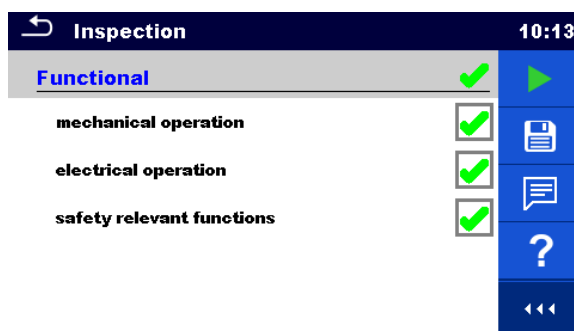 Inspection 10:13
Functional
mechanical operation
electrical operation
safety relevant functions
?